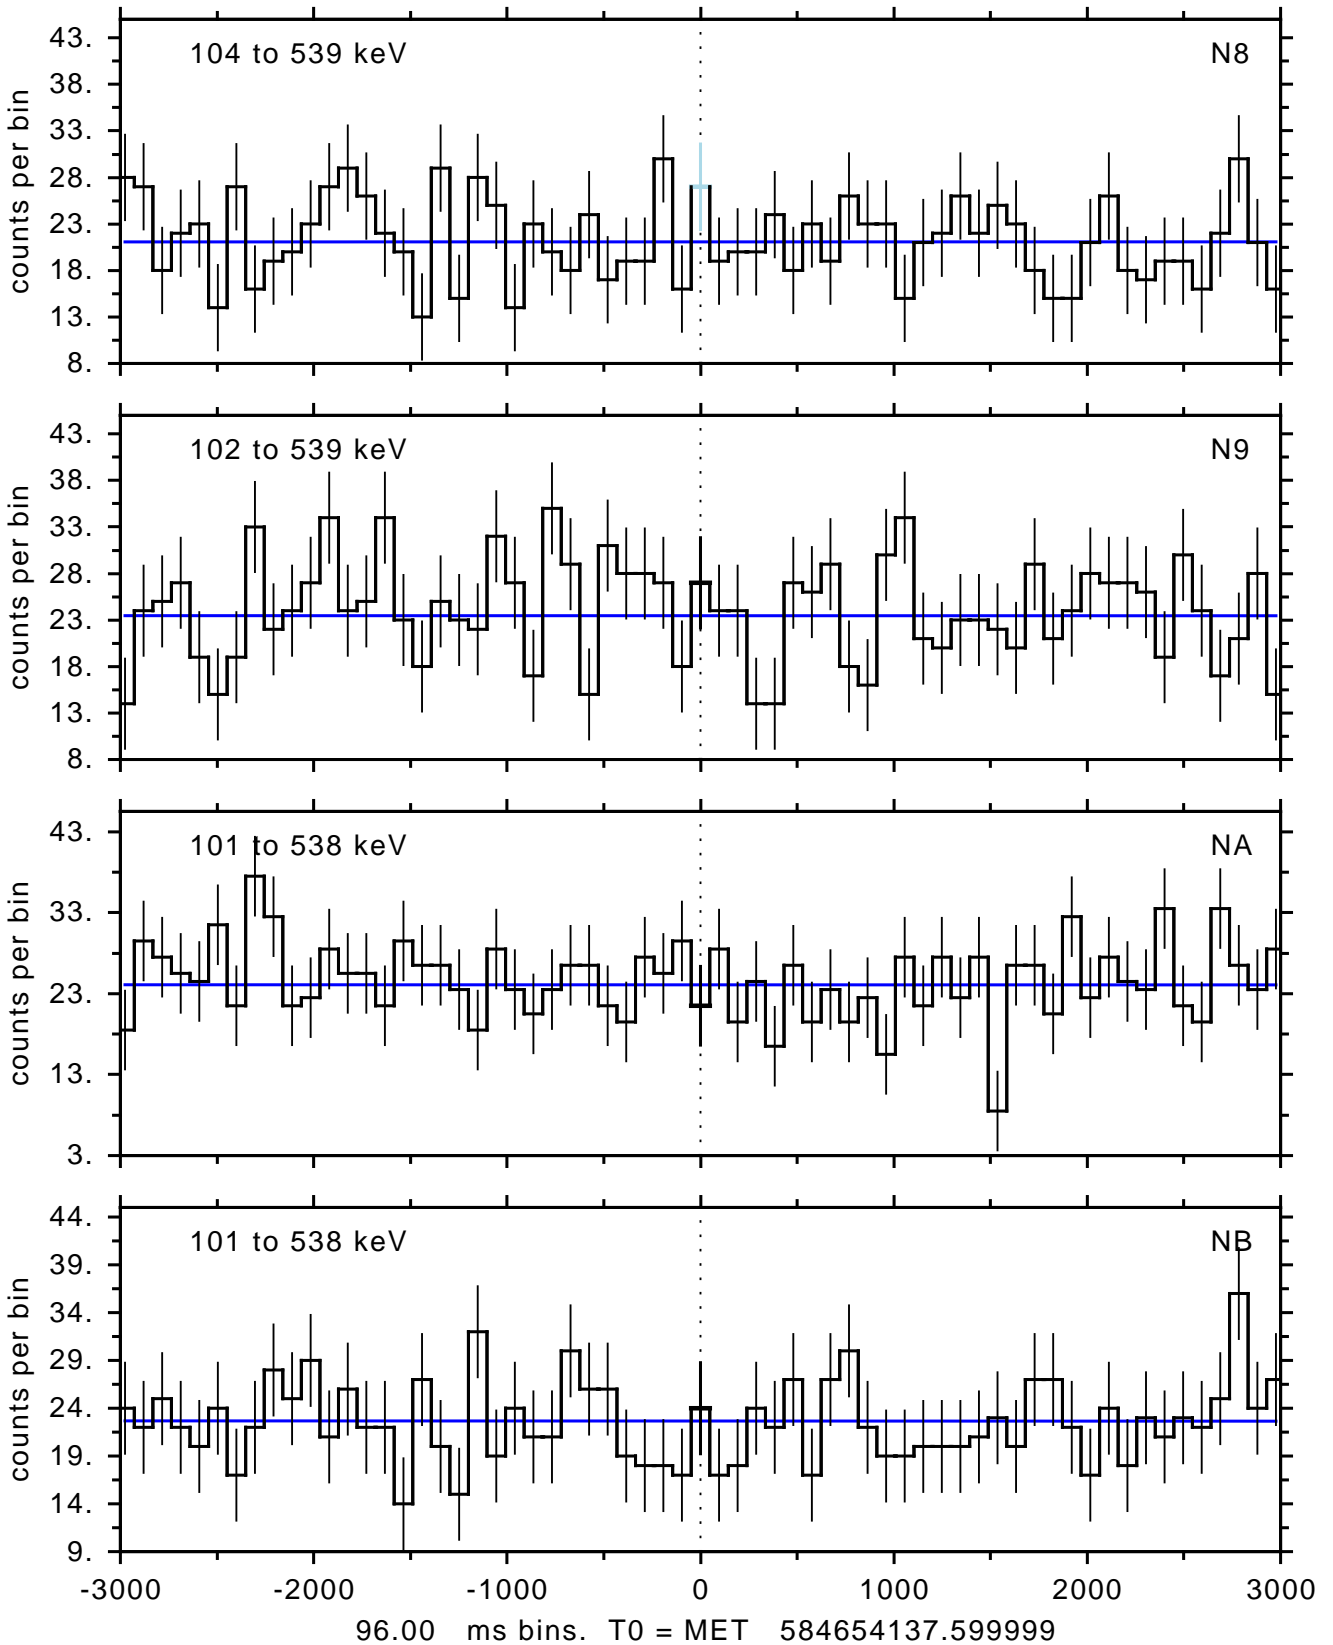 104 to 539 keV N8
43.
38.
33.
28.
23.
18.
13.
8.
counts per bin
102 to 539 keV N9
43.
38.
33.
28.
23.
18.
13.
8.
counts per bin
101 to 538 keV NA
43.
33.
23.
13.
3.
counts per bin
101 to 538 keV NB
44.
39.
34.
29.
24.
19.
14.
9.
counts per bin
-3000 -2000 -1000 0 1000 2000 3000
96.00 ms bins. T0 = MET 584654137.599999